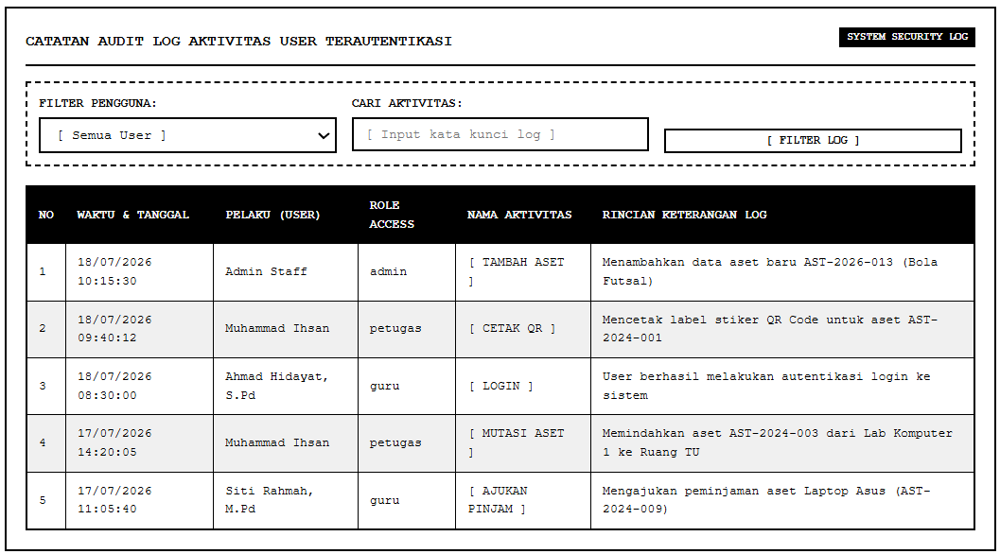 CATATAN AUDIT LOG AKTIVITAS USER TERAUTENTIKASI
SYSTEM SECURITY LOG
FILTER PENGGUNA:
[ Semua User ]
CARI AKTIVITAS:
[ Input kata kunci log ]
[ FILTER LOG ]
NO
WAKTU & TANGGAL
PELAKU (USER)
ROLE
ACCESS
NAMA AKTIVITAS
RINCIAN KETERANGAN LOG
1
18/07/2026
10:15:30
Admin Staff
admin
[ TAMBAH ASET
]
Menambahkan data aset baru AST-2026-013 (Bola
Futsal)
2
18/07/2026
09:40:12
Muhammad Ihsan
petugas
[ CETAK QR ]
Mencetak label stiker QR Code untuk aset AST-
2024-001
3
18/07/2026
08:30:00
Ahmad Hidayat,
S.Pd
guru
[ LOGIN ]
User berhasil melakukan autentikasi login ke
sistem
4
17/07/2026
14:20:05
Muhammad Ihsan
petugas
[ MUTASI ASET
]
Memindahkan aset AST-2024-003 dari Lab Komputer
1 ke Ruang TU
5
17/07/2026
11:05:40
Siti Rahmah,
M.Pd
guru
[ AJUKAN
PINJAM ]
Mengajukan peminjaman aset Laptop Asus (AST-
2024-009)